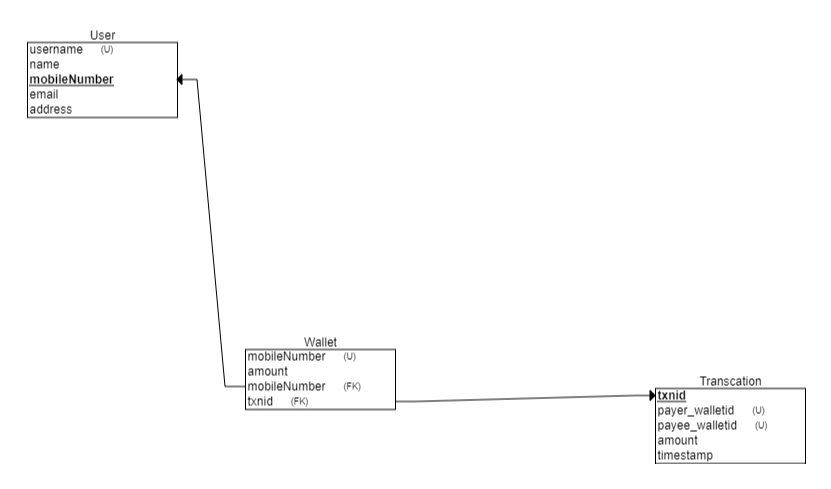 User
username (U)
name
mobileNumber
email
address
Wallet
mobileNumber (U)
amount
mobileNumber (FK)
txnid (FK)
Transcation
txnid
payer_walletid (U)
payee_walletid (U)
amount
timestamp